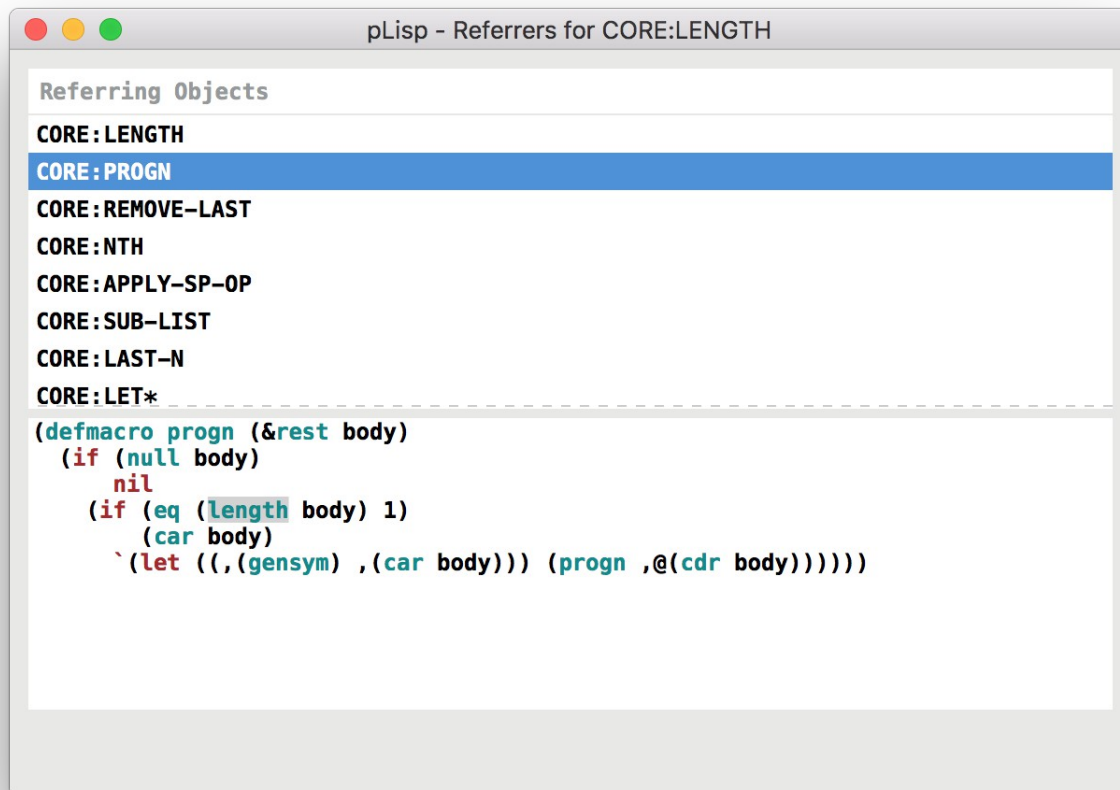 pLisp - Referrers for CORE:LENGTH
Referring Objects
CORE:LENGTH
CORE:PROGN
CORE:REMOVE-LAST
CORE:NTH
CORE:APPLY-SP-OP
CORE:SUB-LIST
CORE:LAST-N
CORE:LET*
(defmacro progn (&rest body)
  (if (null body)
      nil
    (if (eq (length body) 1)
        (car body)
      `(let ((,(gensym) ,(car body))) (progn ,@(cdr body))))))